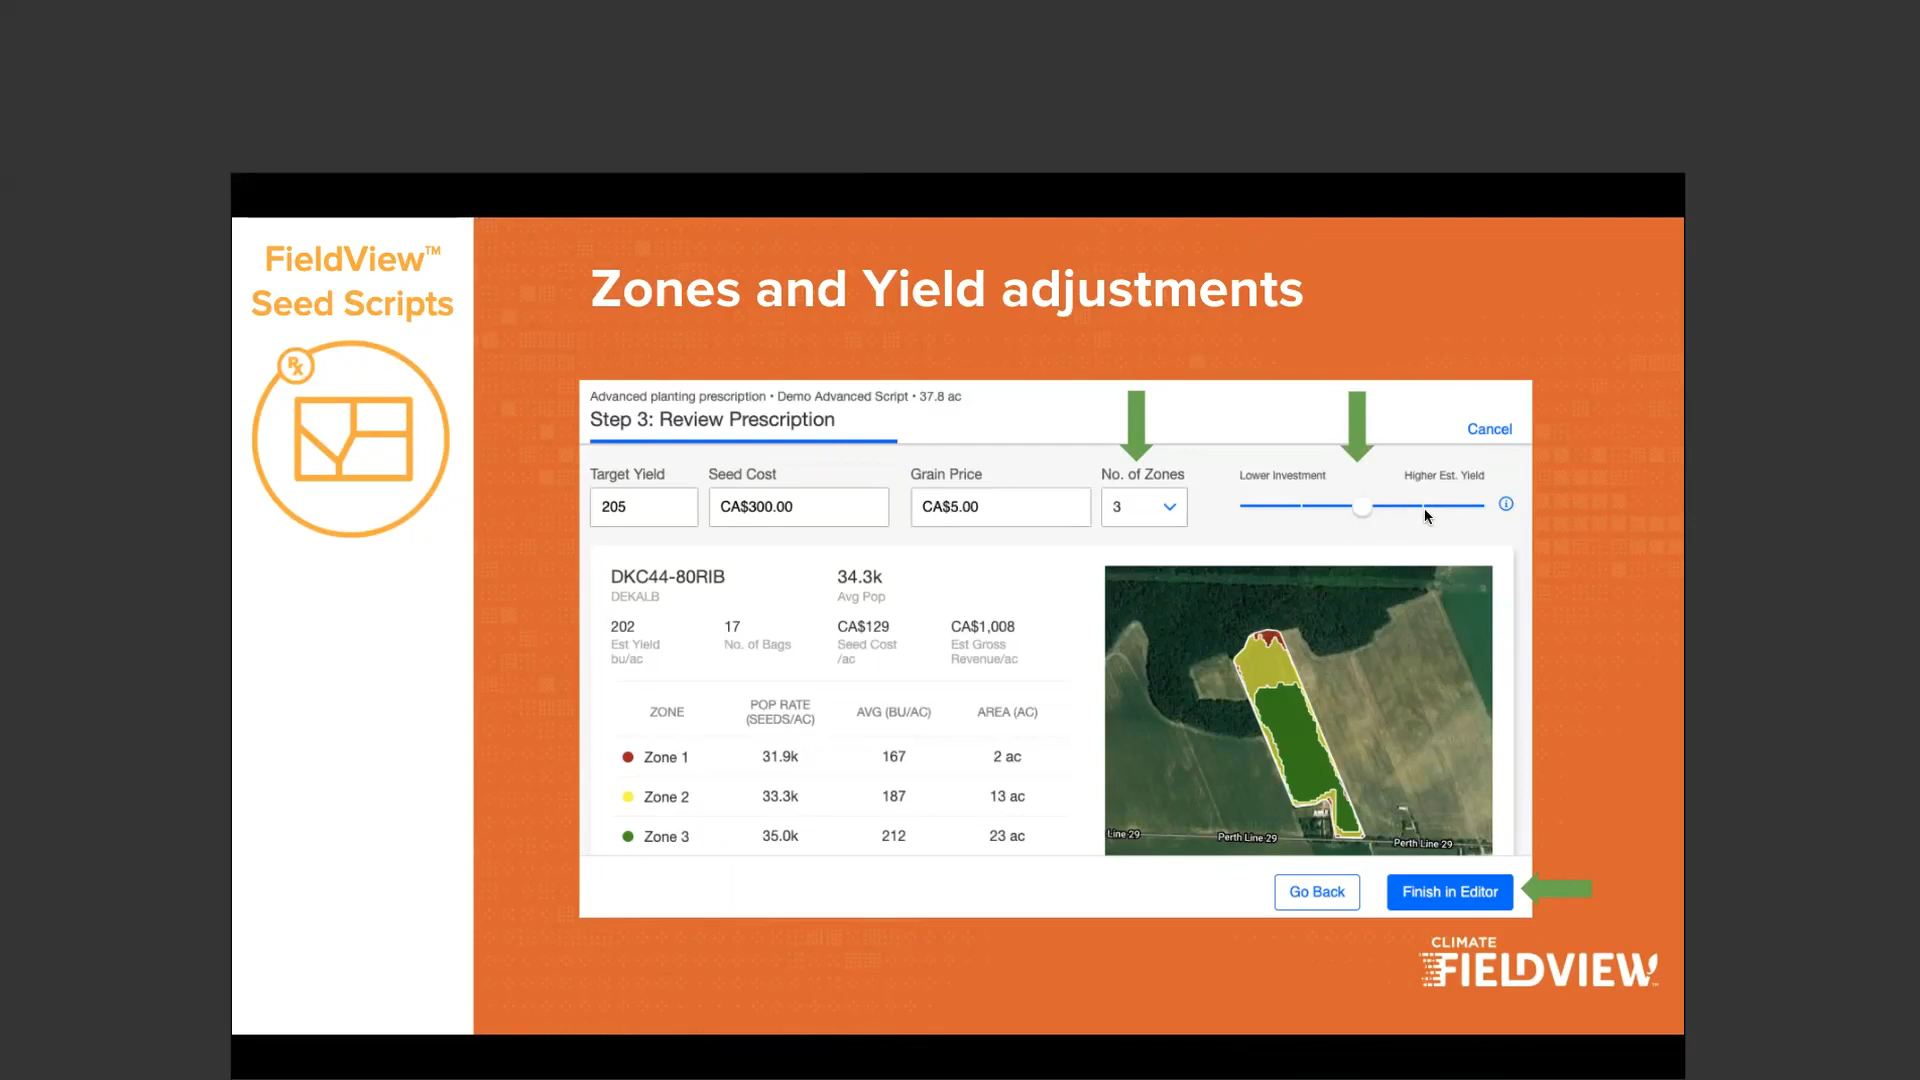 FieldView™
Seed Scripts
Rx
Zones and Yield adjustments
Advanced planting prescription • Demo Advanced Script • 37.8 ac
Step 3: Review Prescription
Cancel
Target Yield
Seed Cost
Grain Price
No. of Zones
Lower Investment
Higher Est. Yield
205
CA$300.00
CA$5.00
3
DKC44-80RIB
DEKALB
34.3k
Avg Pop
202
Est Yield
bu/ac
17
No. of Bags
CA$129
Seed Cost
/ac
CA$1,008
Est Gross
Revenue/ac
ZONE
POP RATE
(SEEDS/AC)
AVG (BU/AC)
AREA (AC)
Zone 1 31.9k 167 2 ac
Zone 2 33.3k 187 13 ac
Zone 3 35.0k 212 23 ac
Line 29
Perth Line 29
Perth Line 29
Go Back
Finish in Editor
CLIMATE
FIELDVIEW™